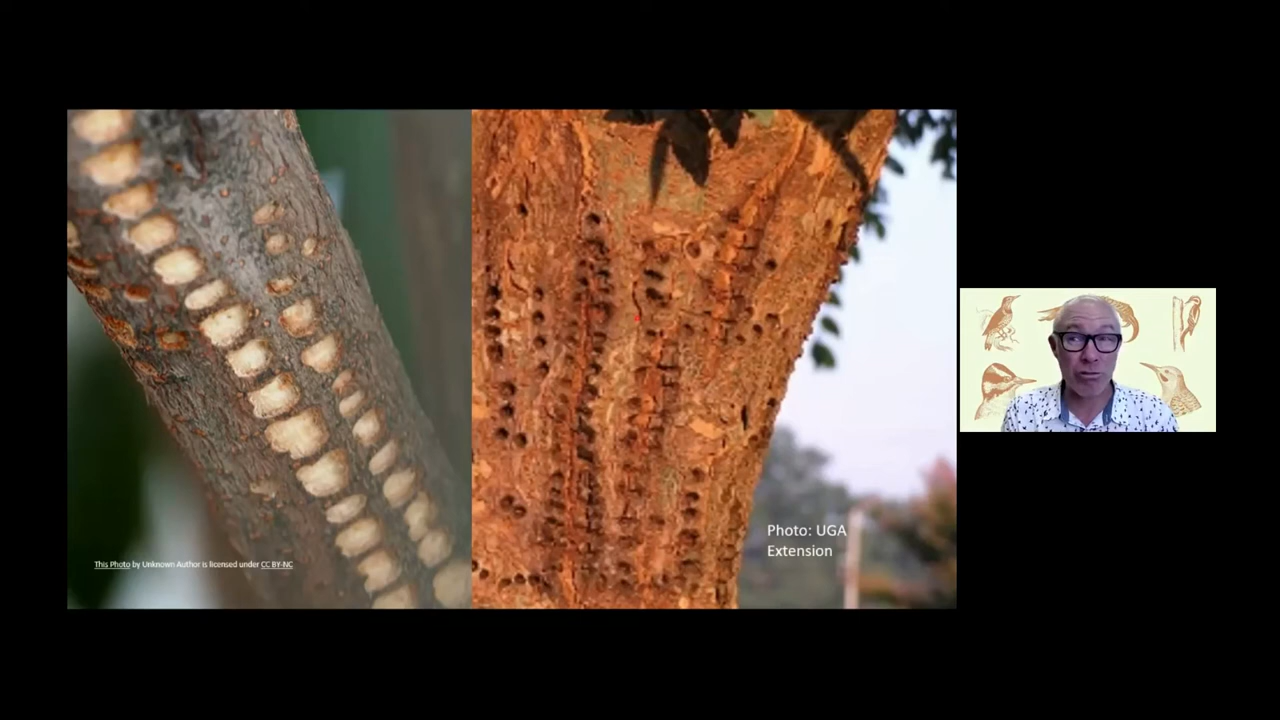 This Photo by Unknown Author is licensed under CC BY-NC
Photo: UGA
Extension